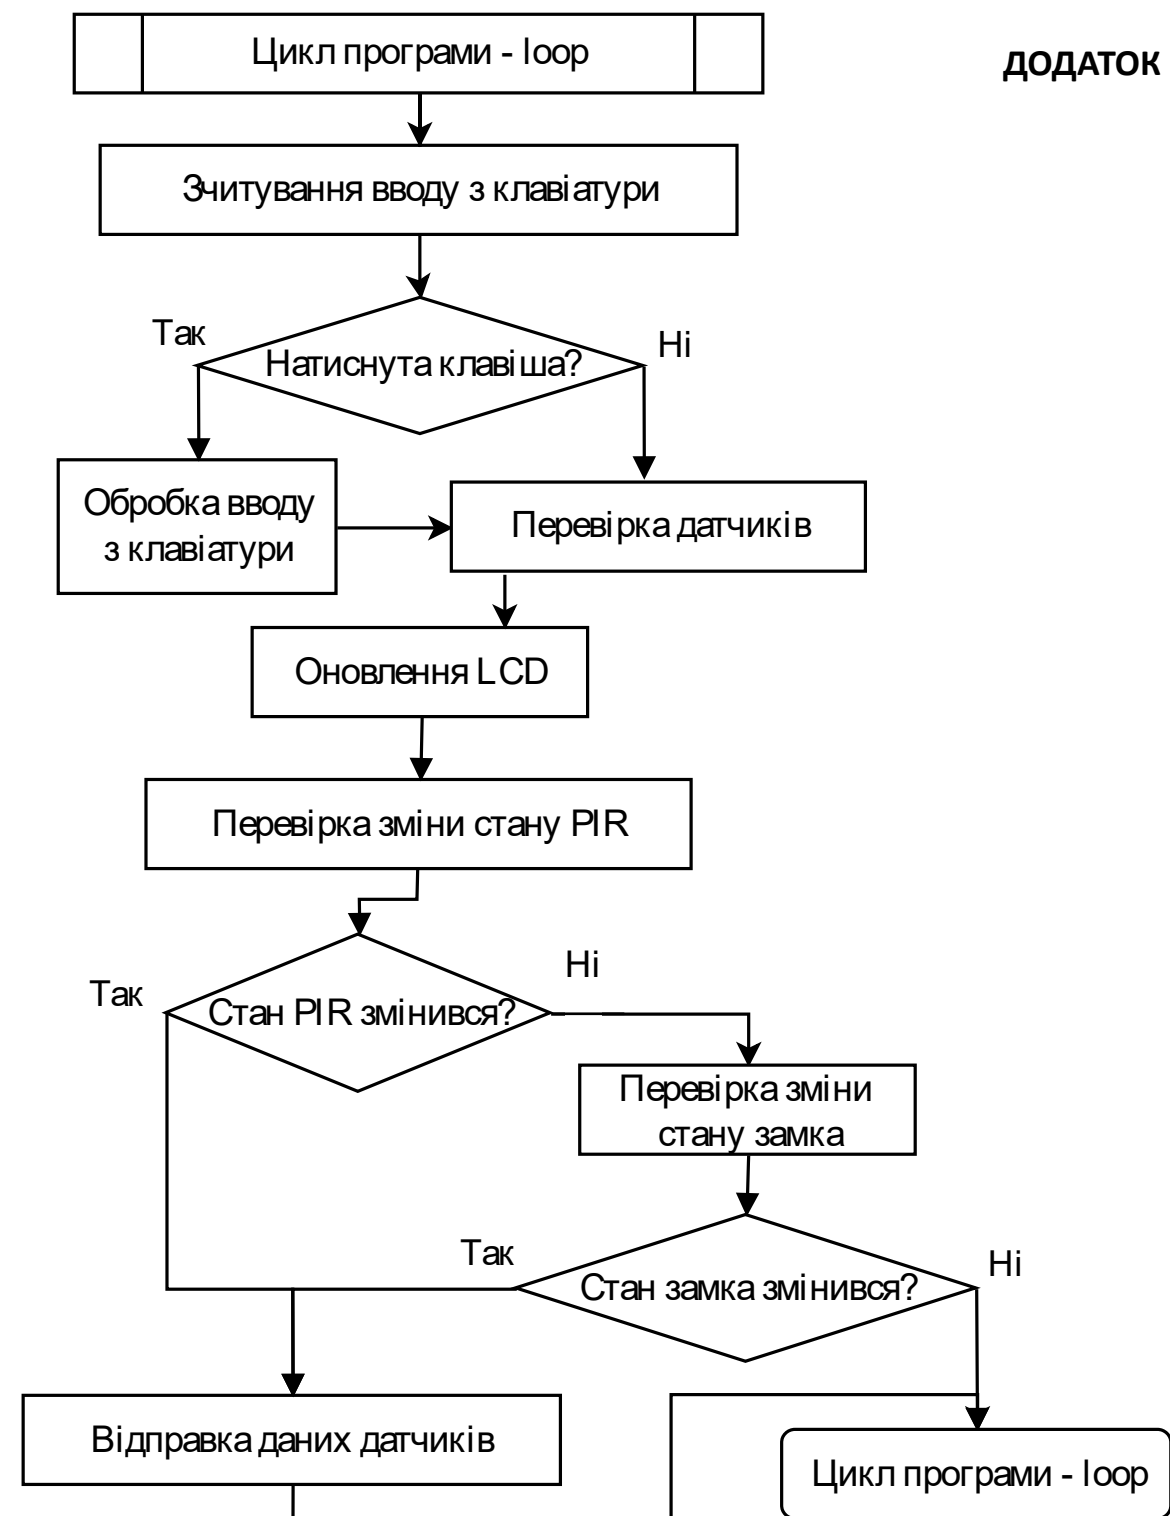 Цикл програми - loop
ДОДАТОК
Зчитування вводу з клавіатури
Так
Ні
Натиснута клавіша?
Обробка вводу
з клавіатури
Перевірка датчиків
Оновлення LCD
Перевірка зміни стану PIR
Так
Ні
Стан PIR змінився?
Перевірка зміни
стану замка
Так
Ні
Стан замка змінився?
Відправка даних датчиків
Цикл програми - loop